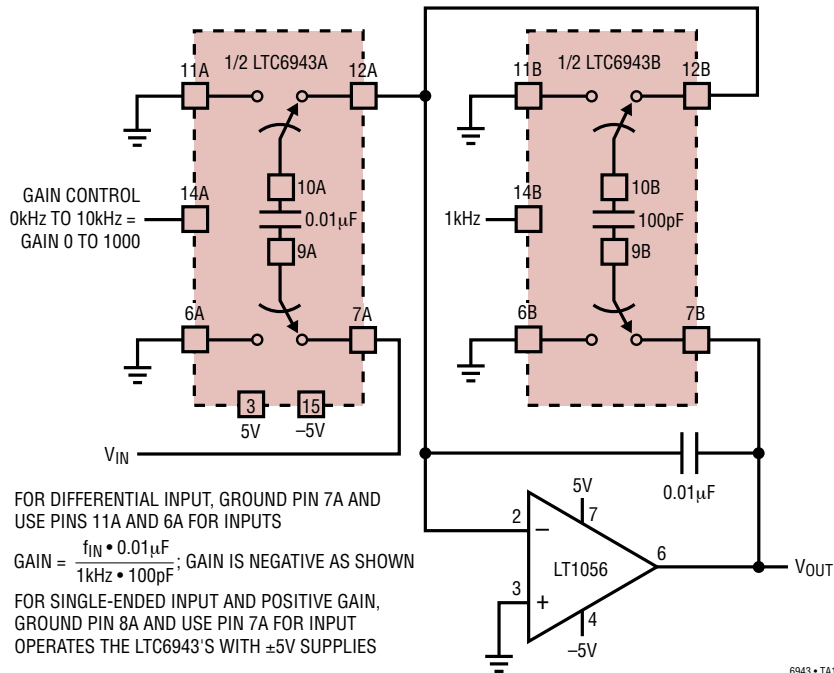 1/2 LTC6943A
11A
12A
1/2 LTC6943B
11B
12B
10A
0.01µF
9A
14A
GAIN CONTROL
0kHz TO 10kHz =
GAIN 0 TO 1000
10B
100pF
9B
14B
1kHz
6A
7A
6B
7B
3
15
5V
–5V
VIN
0.01µF
FOR DIFFERENTIAL INPUT, GROUND PIN 7A AND
USE PINS 11A AND 6A FOR INPUTS
GAIN = fIN • 0.01µF / 1kHz • 100pF; GAIN IS NEGATIVE AS SHOWN
FOR SINGLE-ENDED INPUT AND POSITIVE GAIN,
GROUND PIN 8A AND USE PIN 7A FOR INPUT
OPERATES THE LTC6943'S WITH ±5V SUPPLIES
5V
7
2
–
LT1056
6
VOUT
3
+
4
–5V
6943 • TA1